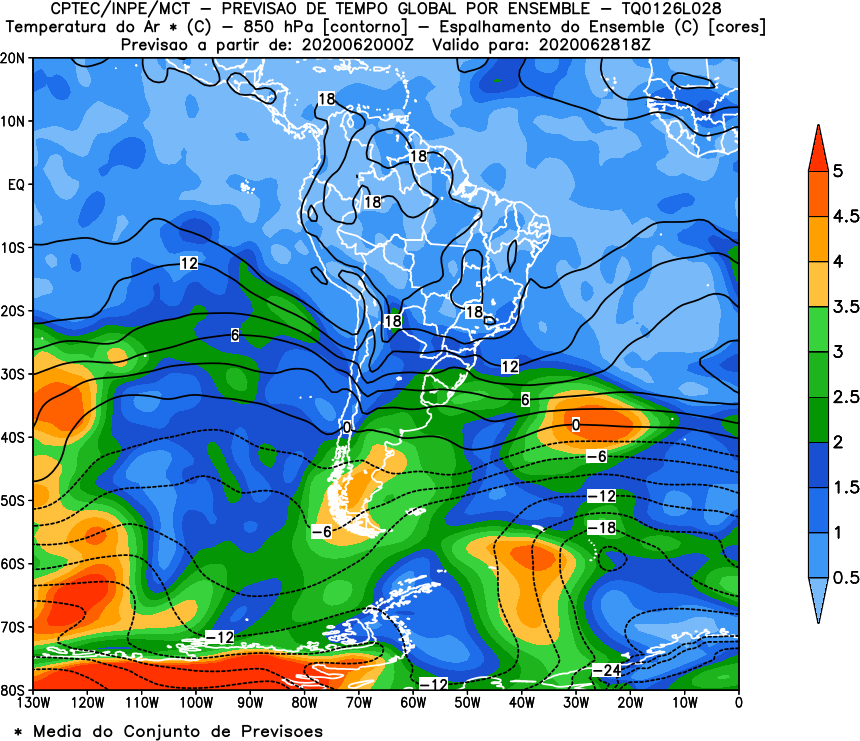 CPTEC/INPE/MCT – PREVISAO DE TEMPO GLOBAL POR ENSEMBLE – TQ0126L028
Temperatura do Ar * (C) – 850 hPa [contorno] – Espalhamento do Ensemble (C) [cores]
Previsao a partir de: 2020062000Z Valido para: 2020062818Z
20N
10N
EQ
10S
20S
30S
40S
50S
60S
70S
80S
18
18
18
12
18
18
6
12
6
0
0
−6
−12
−6
−18
−12
−24
−12
5
4.5
4
3.5
3
2.5
2
1.5
1
0.5
130W 120W 110W 100W 90W 80W 70W 60W 50W 40W 30W 20W 10W 0
* Media do Conjunto de Previsoes